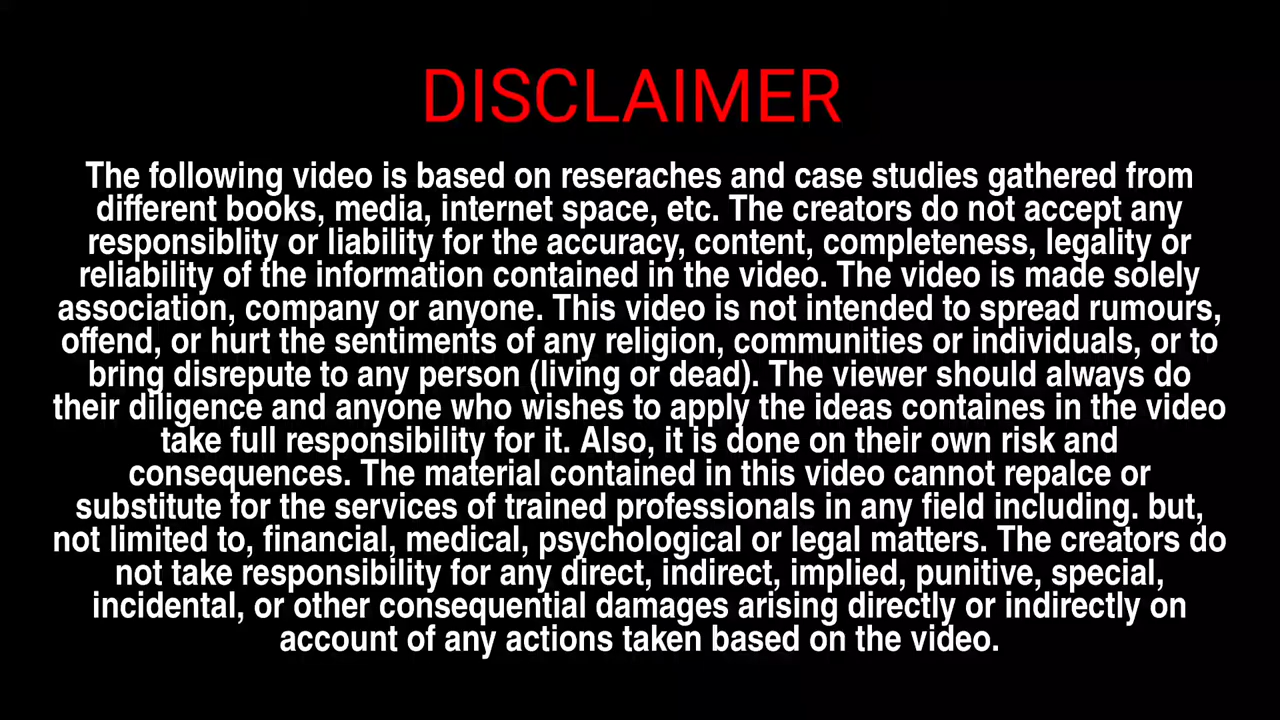 DISCLAIMER
The following video is based on reseraches and case studies gathered from
different books, media, internet space, etc. The creators do not accept any
responsiblity or liability for the accuracy, content, completeness, legality or
reliability of the information contained in the video. The video is made solely
association, company or anyone. This video is not intended to spread rumours,
offend, or hurt the sentiments of any religion, communities or individuals, or to
bring disrepute to any person (living or dead). The viewer should always do
their diligence and anyone who wishes to apply the ideas containes in the video
take full responsibility for it. Also, it is done on their own risk and
consequences. The material contained in this video cannot repalce or
substitute for the services of trained professionals in any field including. but,
not limited to, financial, medical, psychological or legal matters. The creators do
not take responsibility for any direct, indirect, implied, punitive, special,
incidental, or other consequential damages arising directly or indirectly on
account of any actions taken based on the video.